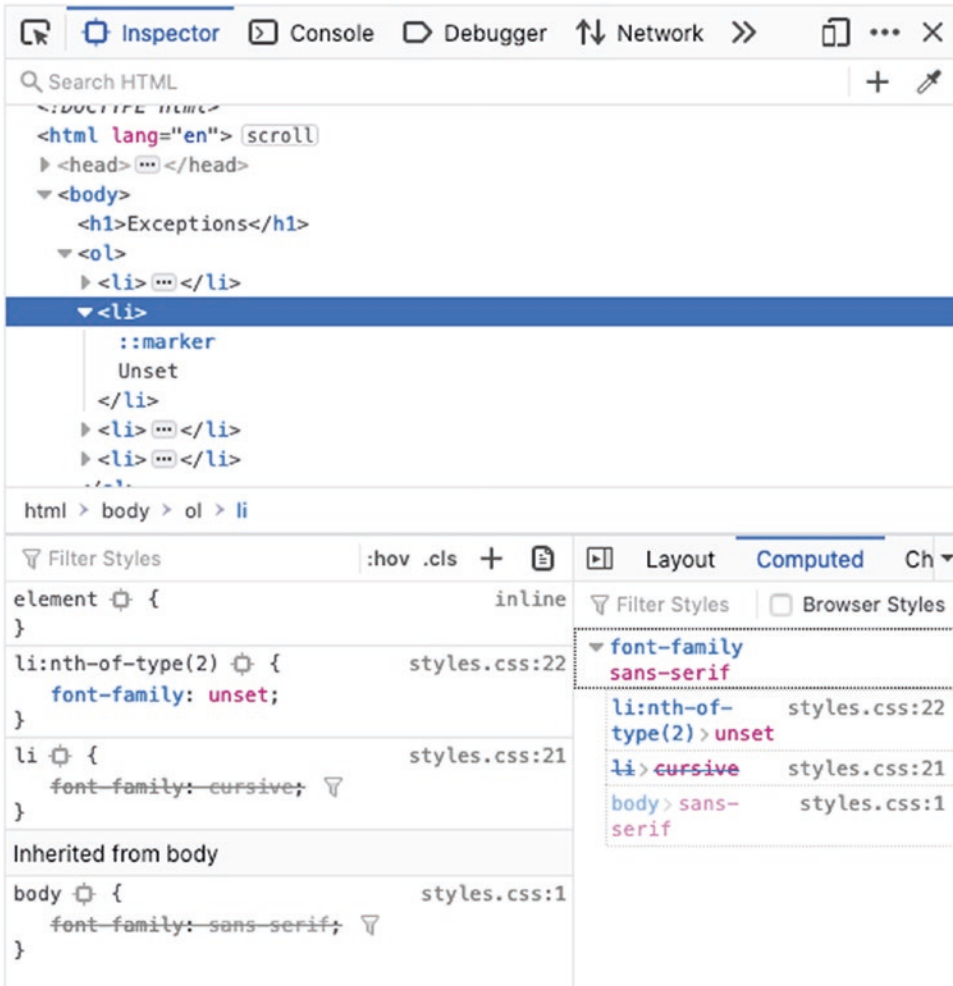 Inspector Console Debugger Network
Search HTML
<!DOCTYPE html>
<html lang="en"> scroll
<head> ••• </head>
<body>
<h1>Exceptions</h1>
<ol>
<li> ••• </li>
<li>
::marker
Unset
</li>
<li> ••• </li>
<li> ••• </li>
</ol>
html > body > ol > li
Filter Styles :hov .cls +
element { inline
}
li:nth-of-type(2) { styles.css:22
font-family: unset;
}
li { styles.css:21
font-family: cursive;
}
Inherited from body
body { styles.css:1
font-family: sans-serif;
}
Layout Computed Ch
Filter Styles Browser Styles
font-family
sans-serif
li:nth-of- styles.css:22
type(2) > unset
li > cursive styles.css:21
body > sans- styles.css:1
serif